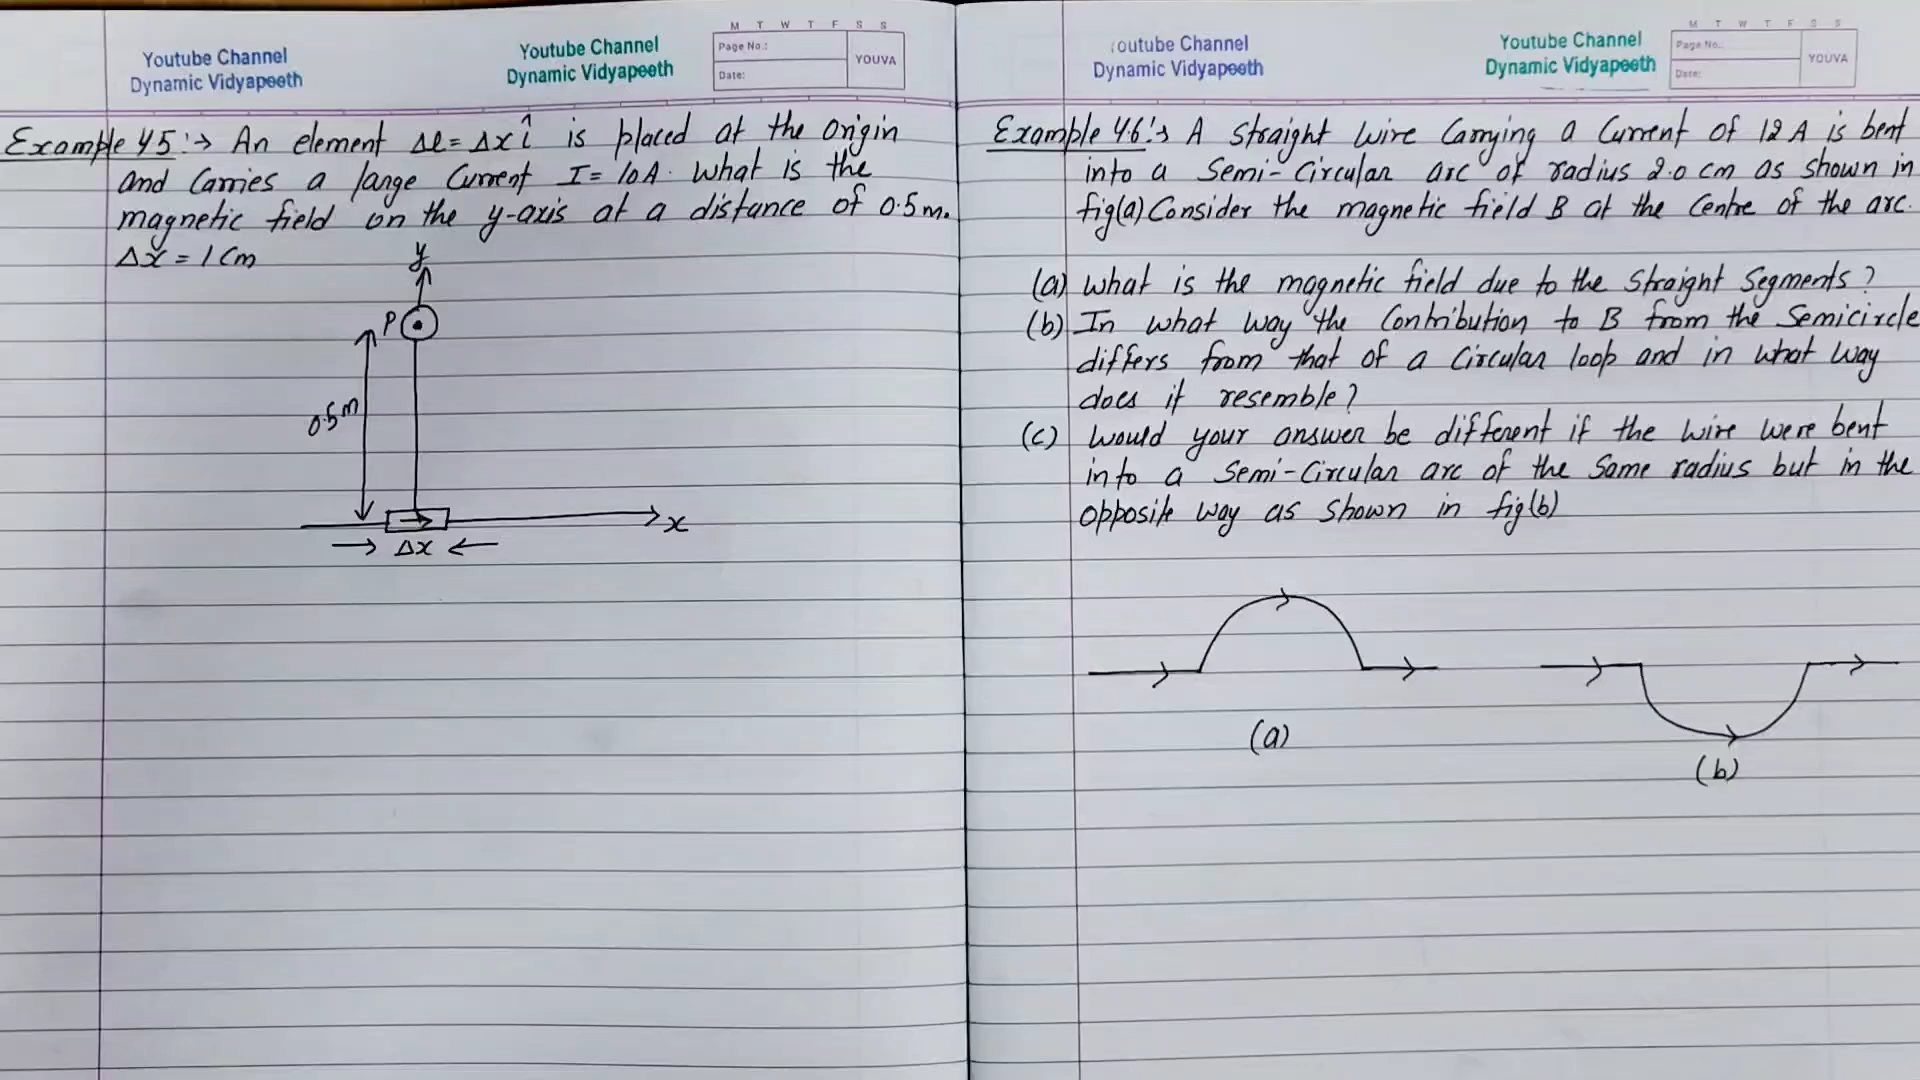 Youtube Channel
Dynamic Vidyapeeth
Youtube Channel
Dynamic Vidyapeeth
M T W T F S S
Page No.:
Date:
YOUVA
Example 4.5 :→ An element Δl = Δx î is placed at the origin
and Carries a large Current I = 10A. What is the
magnetic field on the y-axis at a distance of 0.5m.
Δx = 1 Cm
y
P
0.5m
x
Δx
outube Channel
Dynamic Vidyapeeth
Youtube Channel
Dynamic Vidyapeeth
M T W T F S S
Page No.:
Date:
YOUVA
Example 4.6 :→ A Straight Wire Carrying a Current of 12 A is bent
into a Semi-Circular arc of radius 2.0 cm as shown in
fig(a) Consider the magnetic field B at the Centre of the arc.
(a) What is the magnetic field due to the Straight Segments?
(b) In what way the Contribution to B from the Semicircle
differs from that of a Circular loop and in what way
does it resemble?
(c) Would your answer be different if the wire were bent
into a Semi-Circular arc of the Same radius but in the
opposite way as shown in fig(b)
(a)
(b)